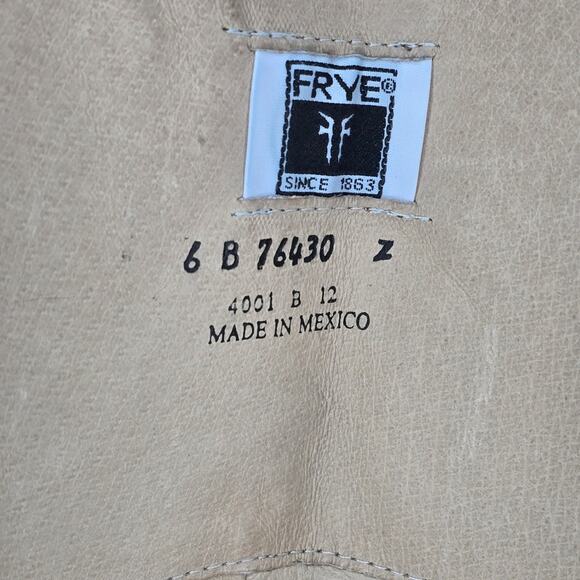 FRYE®
SINCE 1863
6 B 76430 Z
4001 B 12
MADE IN MEXICO